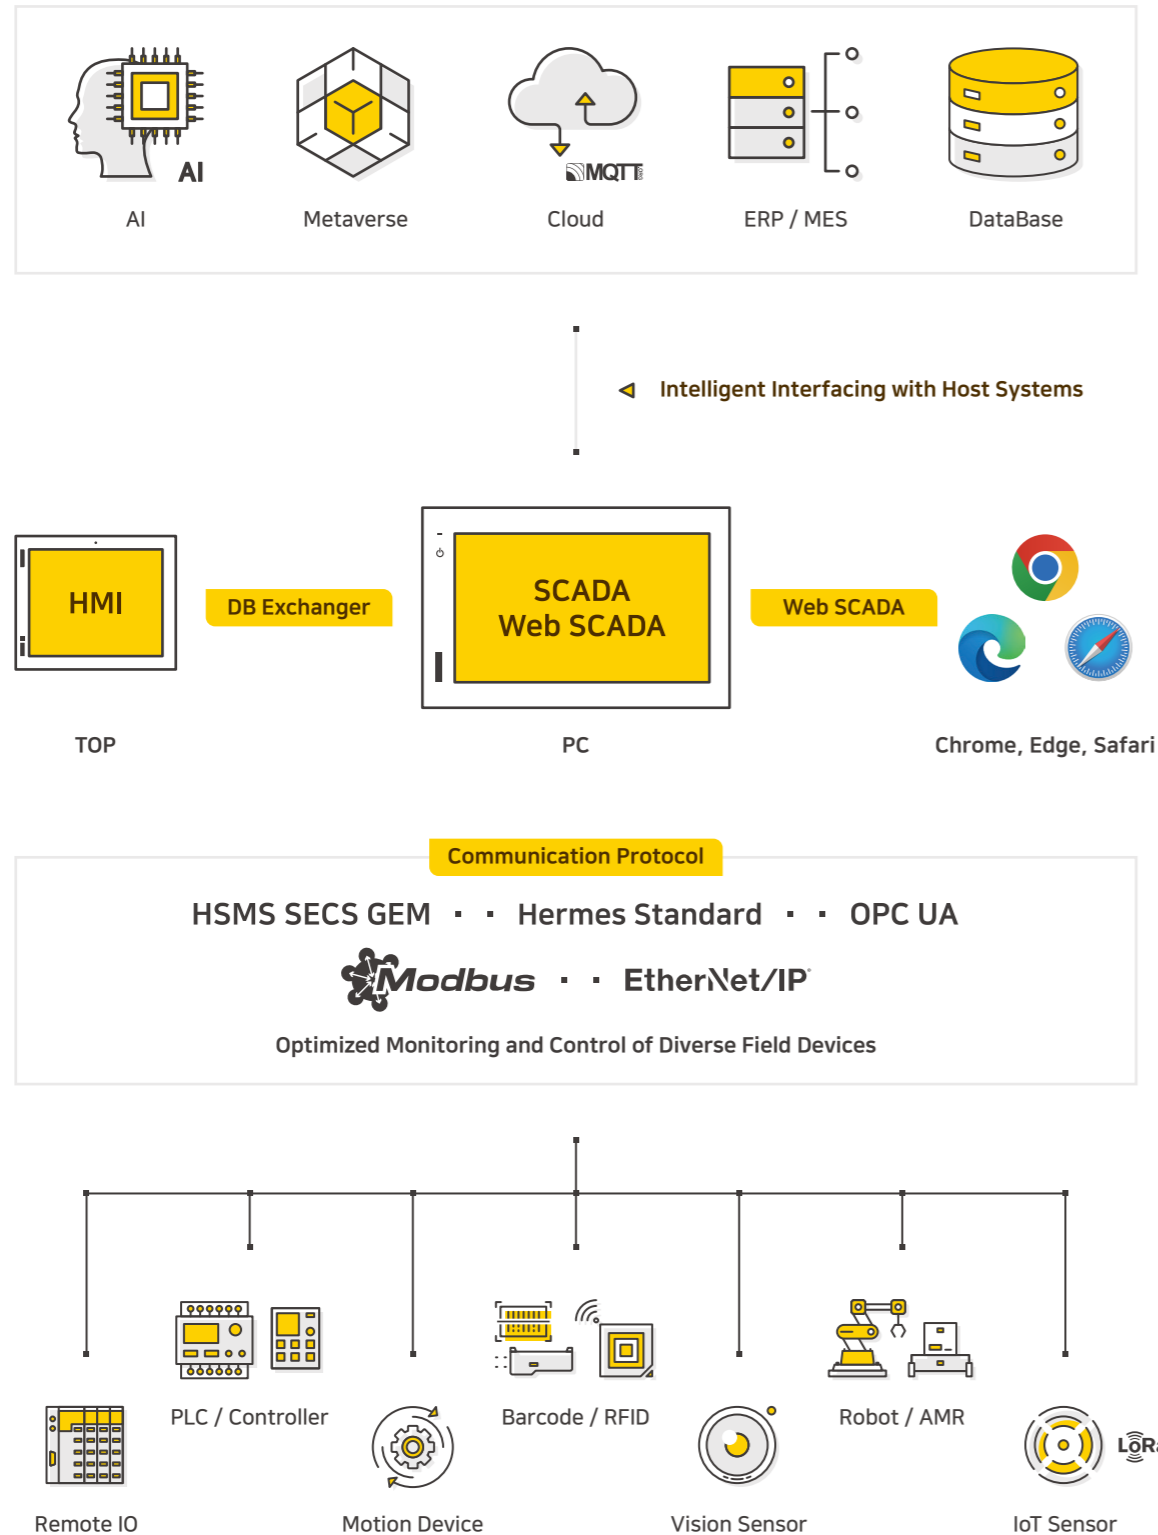 AI
MQTT
AI
Metaverse
Cloud
ERP / MES
DataBase
Intelligent Interfacing with Host Systems
HMI
DB Exchanger
SCADA
Web SCADA
Web SCADA
TOP
PC
Chrome, Edge, Safari
Communication Protocol
HSMS SECS GEM · · Hermes Standard · · OPC UA
Modbus · · EtherNet/IP
Optimized Monitoring and Control of Diverse Field Devices
PLC / Controller
Barcode / RFID
Robot / AMR
LoRa
Remote IO
Motion Device
Vision Sensor
IoT Sensor